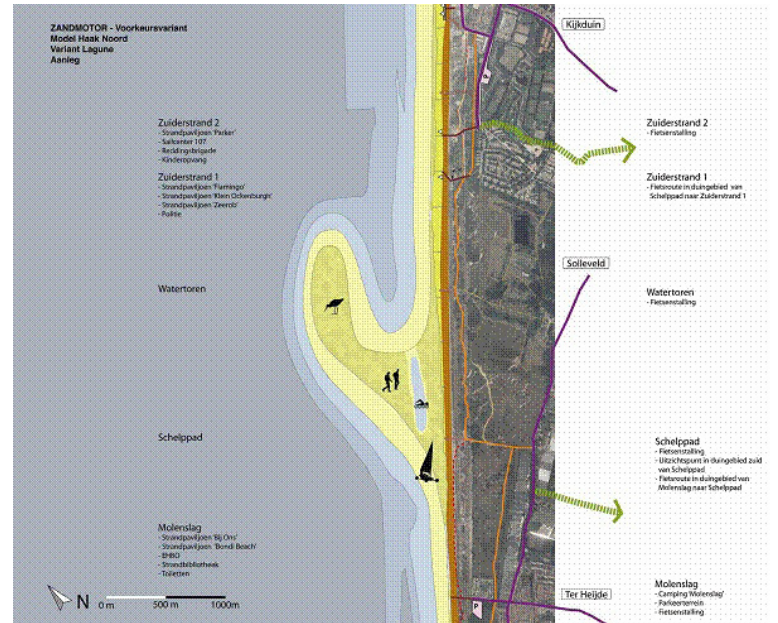 ZANDMOTOR - Voorkeursvariant
Model Haak Noord
Variant Lagune
Aanleg
Zuiderstrand 2
- Strandpaviljoen 'Parker'
- Sailcenter 107
- Reddingsbrigade
- Kinderopvang
Zuiderstrand 1
- Strandpaviljoen 'Flamingo'
- Strandpaviljoen 'Klein Ockenburgh'
- Strandpaviljoen 'Zeerob'
- Politie
Watertoren
Schelppad
Molenslag
- Strandpaviljoen 'Bij Ons'
- Strandpaviljoen 'Bondi Beach'
- EHBO
- Strandbibliotheek
- Toiletten
N
0 m 500 m 1000m
Kijkduin
Zuiderstrand 2
- Fietsenstalling
Zuiderstrand 1
- Fietsroute in duingebied van
Schelppad naar Zuiderstrand 1
Solleveld
Watertoren
- Fietsenstalling
Schelppad
- Fietsenstalling
- Uitzichtspunt in duingebied zuid
van Schelppad
- Fietsroute in duingebied van
Molenslag naar Schelppad
Ter Heijde
P
Molenslag
- Camping 'Molenslag'
- Parkeerterrein
- Fietsenstalling